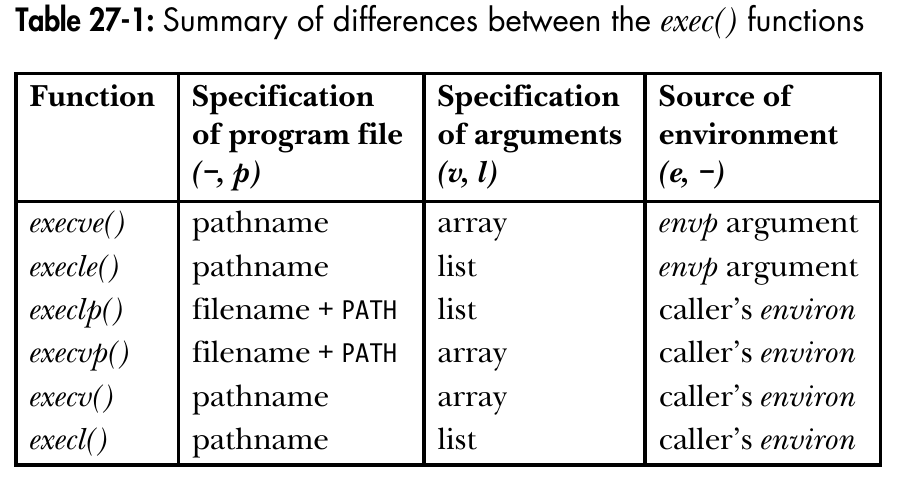 Table 27-1: Summary of differences between the exec() functions
Function Specification Specification Source of
of program file of arguments environment
(–, p) (v, l) (e, –)
execve() pathname array envp argument
execle() pathname list envp argument
execlp() filename + PATH list caller's environ
execvp() filename + PATH array caller's environ
execv() pathname array caller's environ
execl() pathname list caller's environ